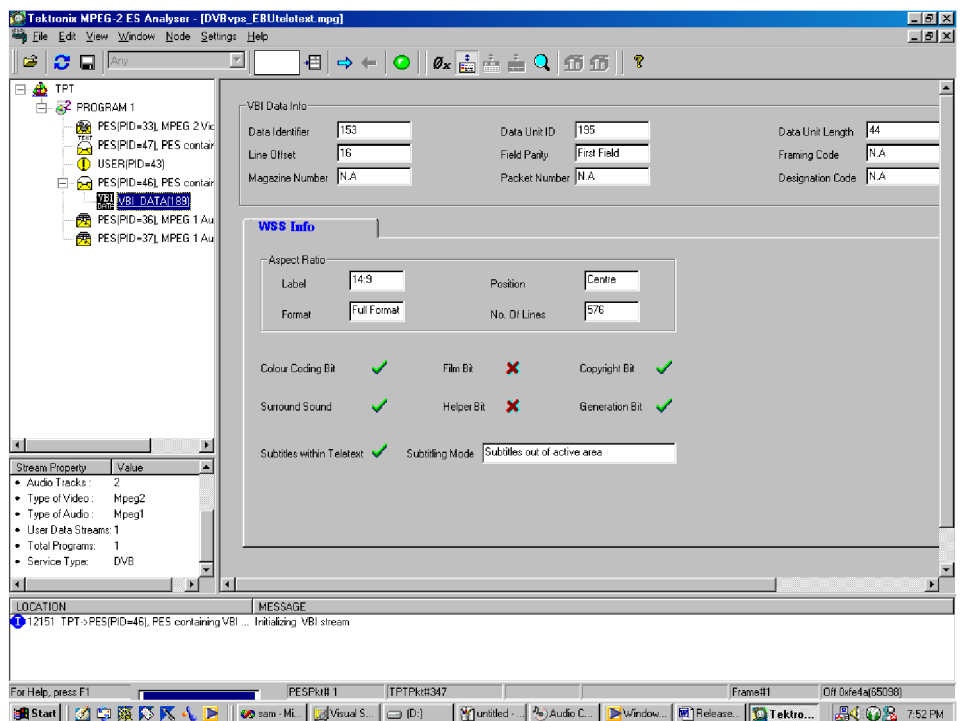 Tektronix MPEG-2 ES Analyser - [DVBvps_EBUteletext.mpg]
File Edit View Window Node Settings Help
Any
TPT
PROGRAM 1
PES(PID=33), MPEG 2 Vic
PES(PID=47), PES contair
USER(PID=43)
PES(PID=46), PES contair
VBI_DATA(189)
PES(PID=36), MPEG 1 Au
PES(PID=37), MPEG 1 Au
VBI Data Info
Data Identifier 153 Data Unit ID 195 Data Unit Length 44
Line Offset 16 Field Parity First Field Framing Code N.A
Magazine Number N.A Packet Number N.A Designation Code N.A
WSS Info
Aspect Ratio
Label 14:9 Position Centre
Format Full Format No. Of Lines 576
Colour Coding Bit Film Bit Copyright Bit
Surround Sound Helper Bit Generation Bit
Subtitles within Teletext Subtitling Mode Subtitles out of active area
Stream Property Value
Audio Tracks : 2
Type of Video : Mpeg2
Type of Audio : Mpeg1
User Data Streams: 1
Total Programs: 1
Service Type: DVB
LOCATION MESSAGE
12151 TPT->PES(PID=46), PES containing VBI ... Initializing VBI stream
For Help, press F1 PESPkt# 1 TPTPkt#347 Frame#1 Off 0xfe4a(65098)
Start sam - Mi... Visual S... (D:) untitled - ... Audio C... Window... Release... Tektro... 7:52 PM